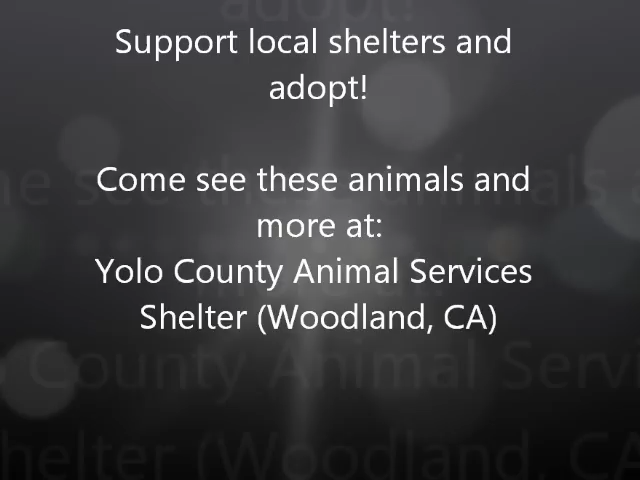 Support local shelters and
adopt!
Come see these animals and
more at:
Yolo County Animal Services
Shelter (Woodland, CA)